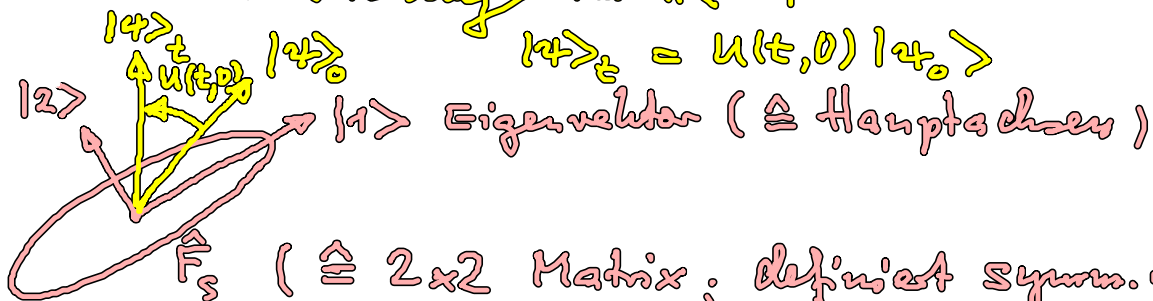 |ψ>_t
U(t,0) |ψ>_0 |ψ>_t = U(t,0) |ψ_0>
|2> |1> Eigenvektor (≙ Hauptachsen)
F̂_S (≙ 2x2 Matrix, definiert symm.